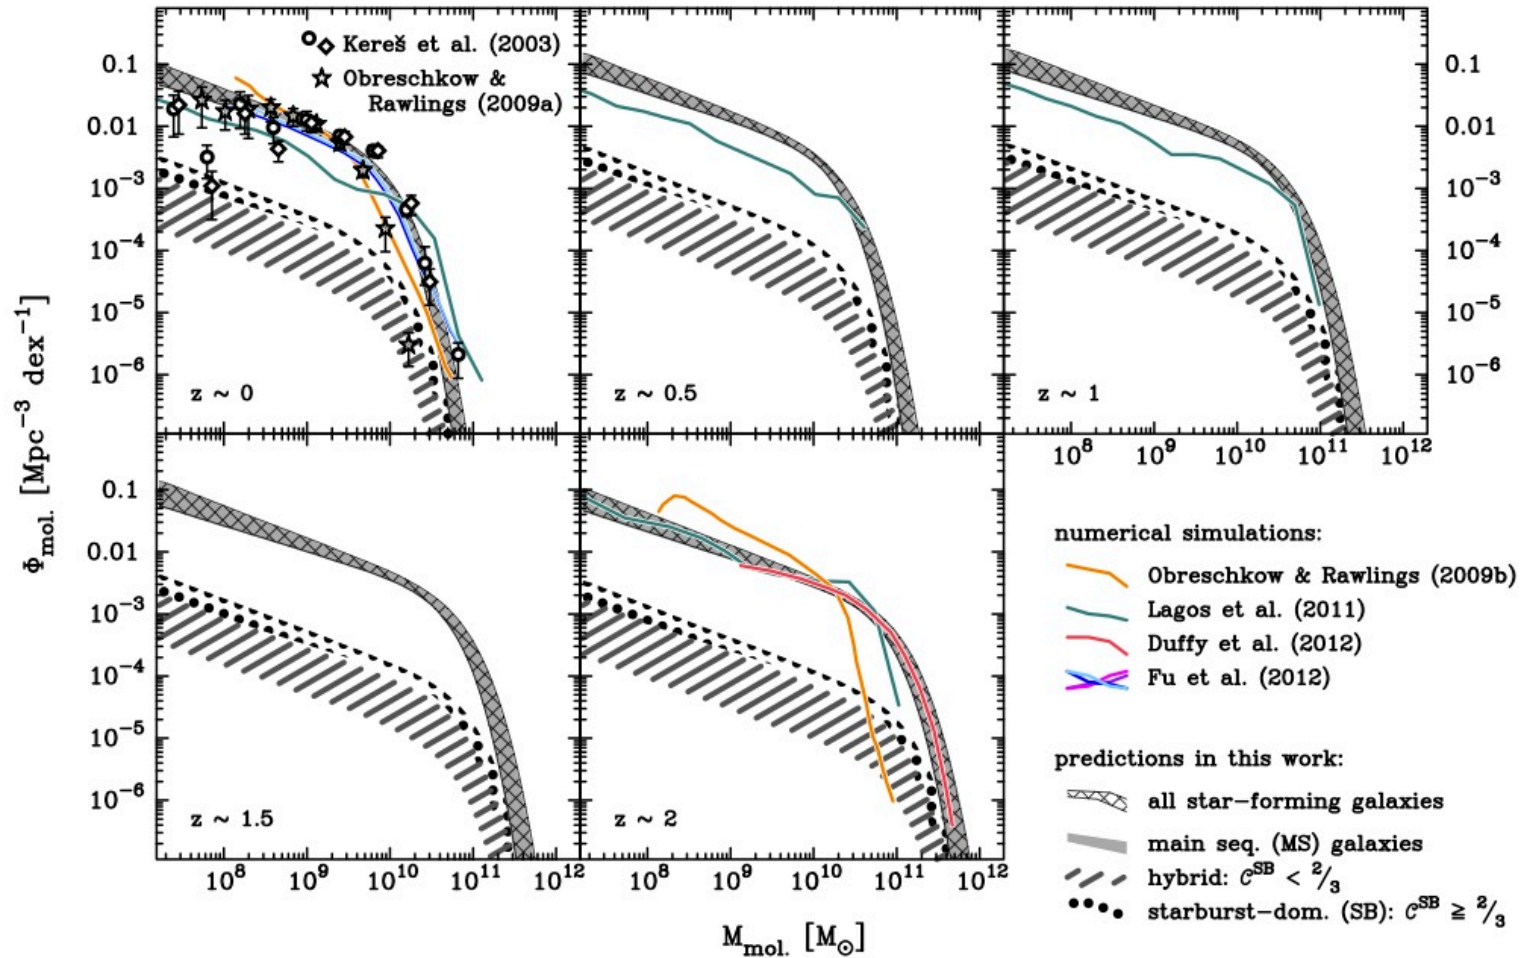 Kereš et al. (2003)
Obreschkow &
Rawlings (2009a)
0.1
0.01
10⁻³
10⁻⁴
10⁻⁵
10⁻⁶
z ~ 0
z ~ 0.5
z ~ 1
0.1
0.01
10⁻³
10⁻⁴
10⁻⁵
10⁻⁶
10⁸ 10⁹ 10¹⁰ 10¹¹ 10¹²
Φmol. [Mpc⁻³ dex⁻¹]
0.1
0.01
10⁻³
10⁻⁴
10⁻⁵
10⁻⁶
z ~ 1.5
z ~ 2
10⁸ 10⁹ 10¹⁰ 10¹¹ 10¹²
10⁸ 10⁹ 10¹⁰ 10¹¹ 10¹²
Mmol. [M⊙]
numerical simulations:
Obreschkow & Rawlings (2009b)
Lagos et al. (2011)
Duffy et al. (2012)
Fu et al. (2012)
predictions in this work:
all star-forming galaxies
main seq. (MS) galaxies
hybrid: 𝒞ˢᴮ < ²/₃
starburst-dom. (SB): 𝒞ˢᴮ ≧ ²/₃